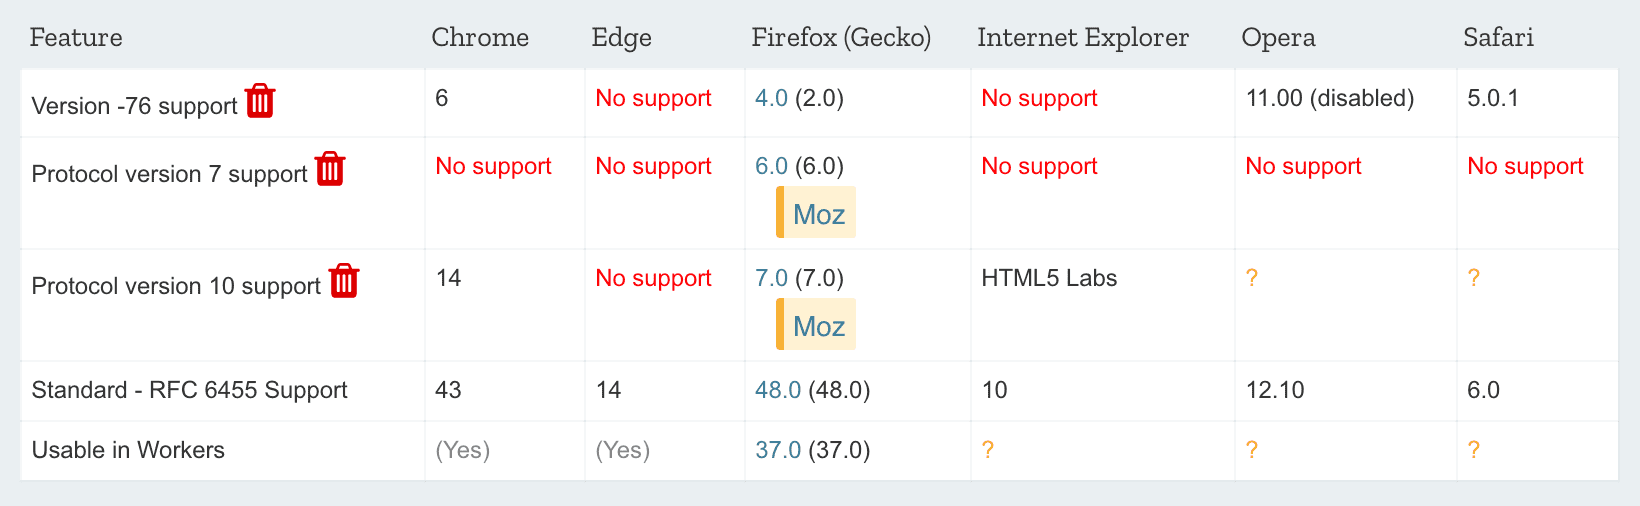 Feature Chrome Edge Firefox (Gecko) Internet Explorer Opera Safari
Version -76 support 6 No support 4.0 (2.0) No support 11.00 (disabled) 5.0.1
Protocol version 7 support No support No support 6.0 (6.0) No support No support No support
Moz
Protocol version 10 support 14 No support 7.0 (7.0) HTML5 Labs ? ?
Moz
Standard - RFC 6455 Support 43 14 48.0 (48.0) 10 12.10 6.0
Usable in Workers (Yes) (Yes) 37.0 (37.0) ? ? ?